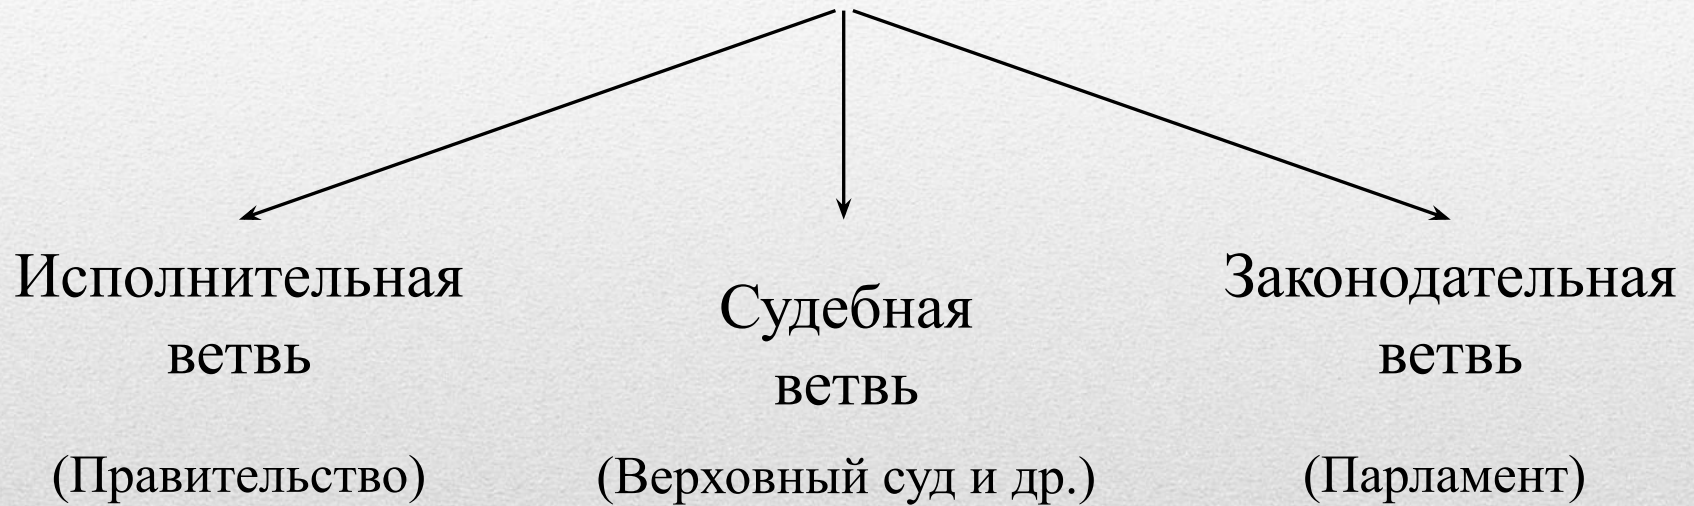 Исполнительная
ветвь
(Правительство)
Судебная
ветвь
(Верховный суд и др.)
Законодательная
ветвь
(Парламент)